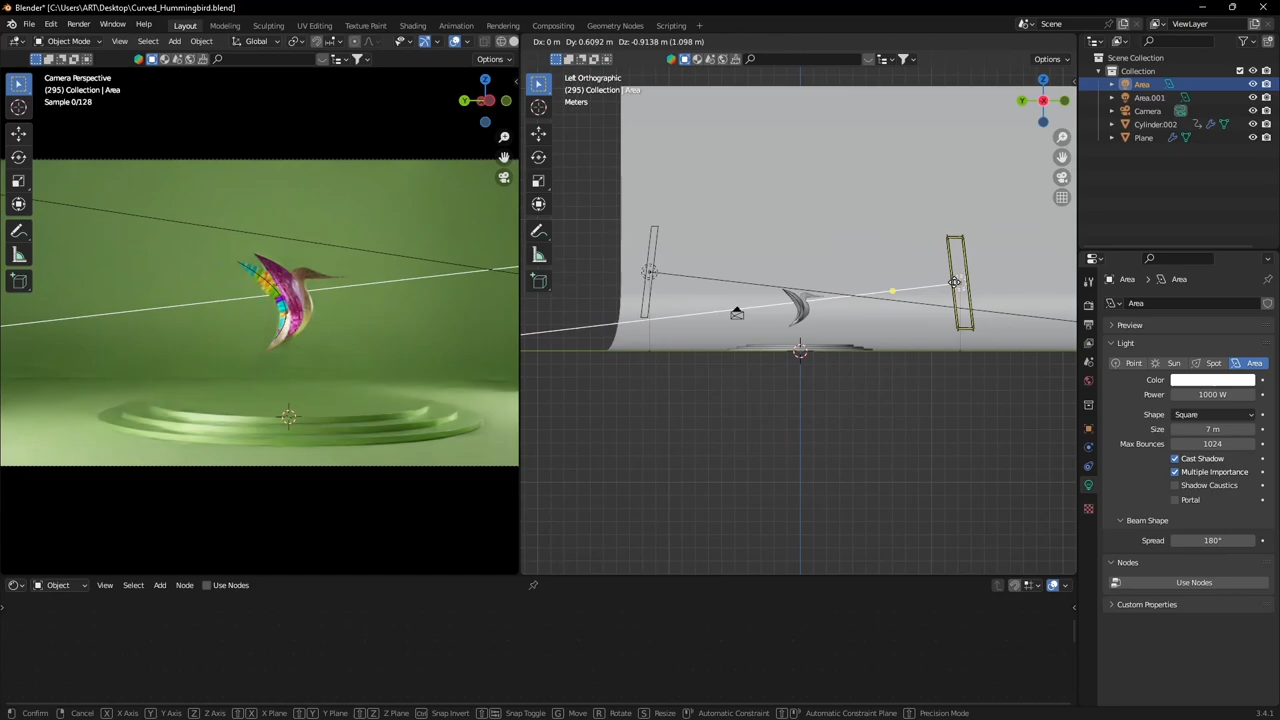 Blender* [C:\Users\ART\Desktop\Curved_Hummingbird.blend]
File Edit Render Window Help Layout Modeling Sculpting UV Editing Texture Paint Shading Animation Rendering Compositing Geometry Nodes Scripting + Scene ViewLayer
Object Mode View Select Add Object Global
Dx: 0 m Dy: 0.6092 m Dz: -0.9138 m (1.098 m)
Options
Options
Camera Perspective
(295) Collection | Area
Sample 0/128
Z
Y
Left Orthographic
(295) Collection | Area
Meters
Z
Y
X
Scene Collection
Collection
Area
Area.001
Camera
Cylinder.002
Plane
Area Area
Area
Preview
Light
Point Sun Spot Area
Color
Power 1000 W
Shape Square
Size 7 m
Max Bounces 1024
Cast Shadow
Multiple Importance
Shadow Caustics
Portal
Beam Shape
Spread 180°
Nodes
Use Nodes
Custom Properties
Object View Select Add Node Use Nodes
Confirm Cancel X X Axis Y Y Axis Z Z Axis X X Plane Y Y Plane Z Z Plane Ctrl Snap Invert Snap Toggle G Move R Rotate S Resize Automatic Constraint Automatic Constraint Plane Precision Mode
3.4.1